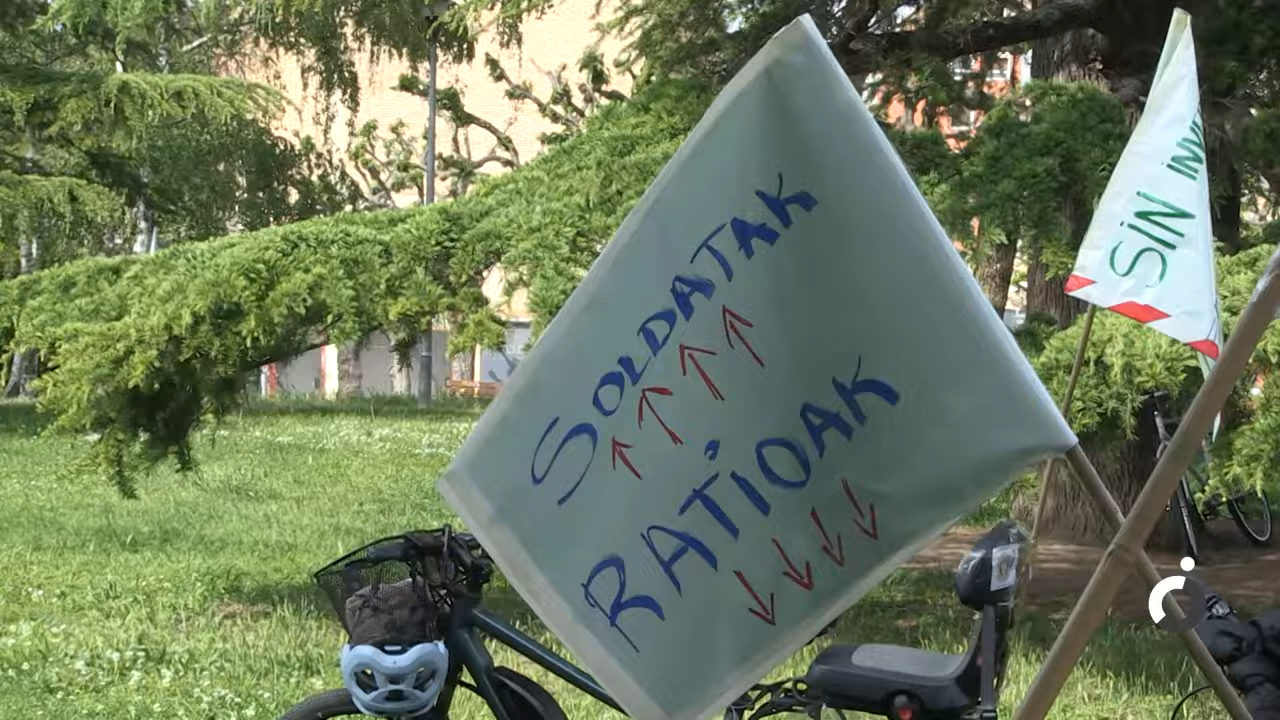 SOLDATAK
↑ ↑ ↑ ↑
RATIOAK
↓ ↓ ↓ ↓
SIN